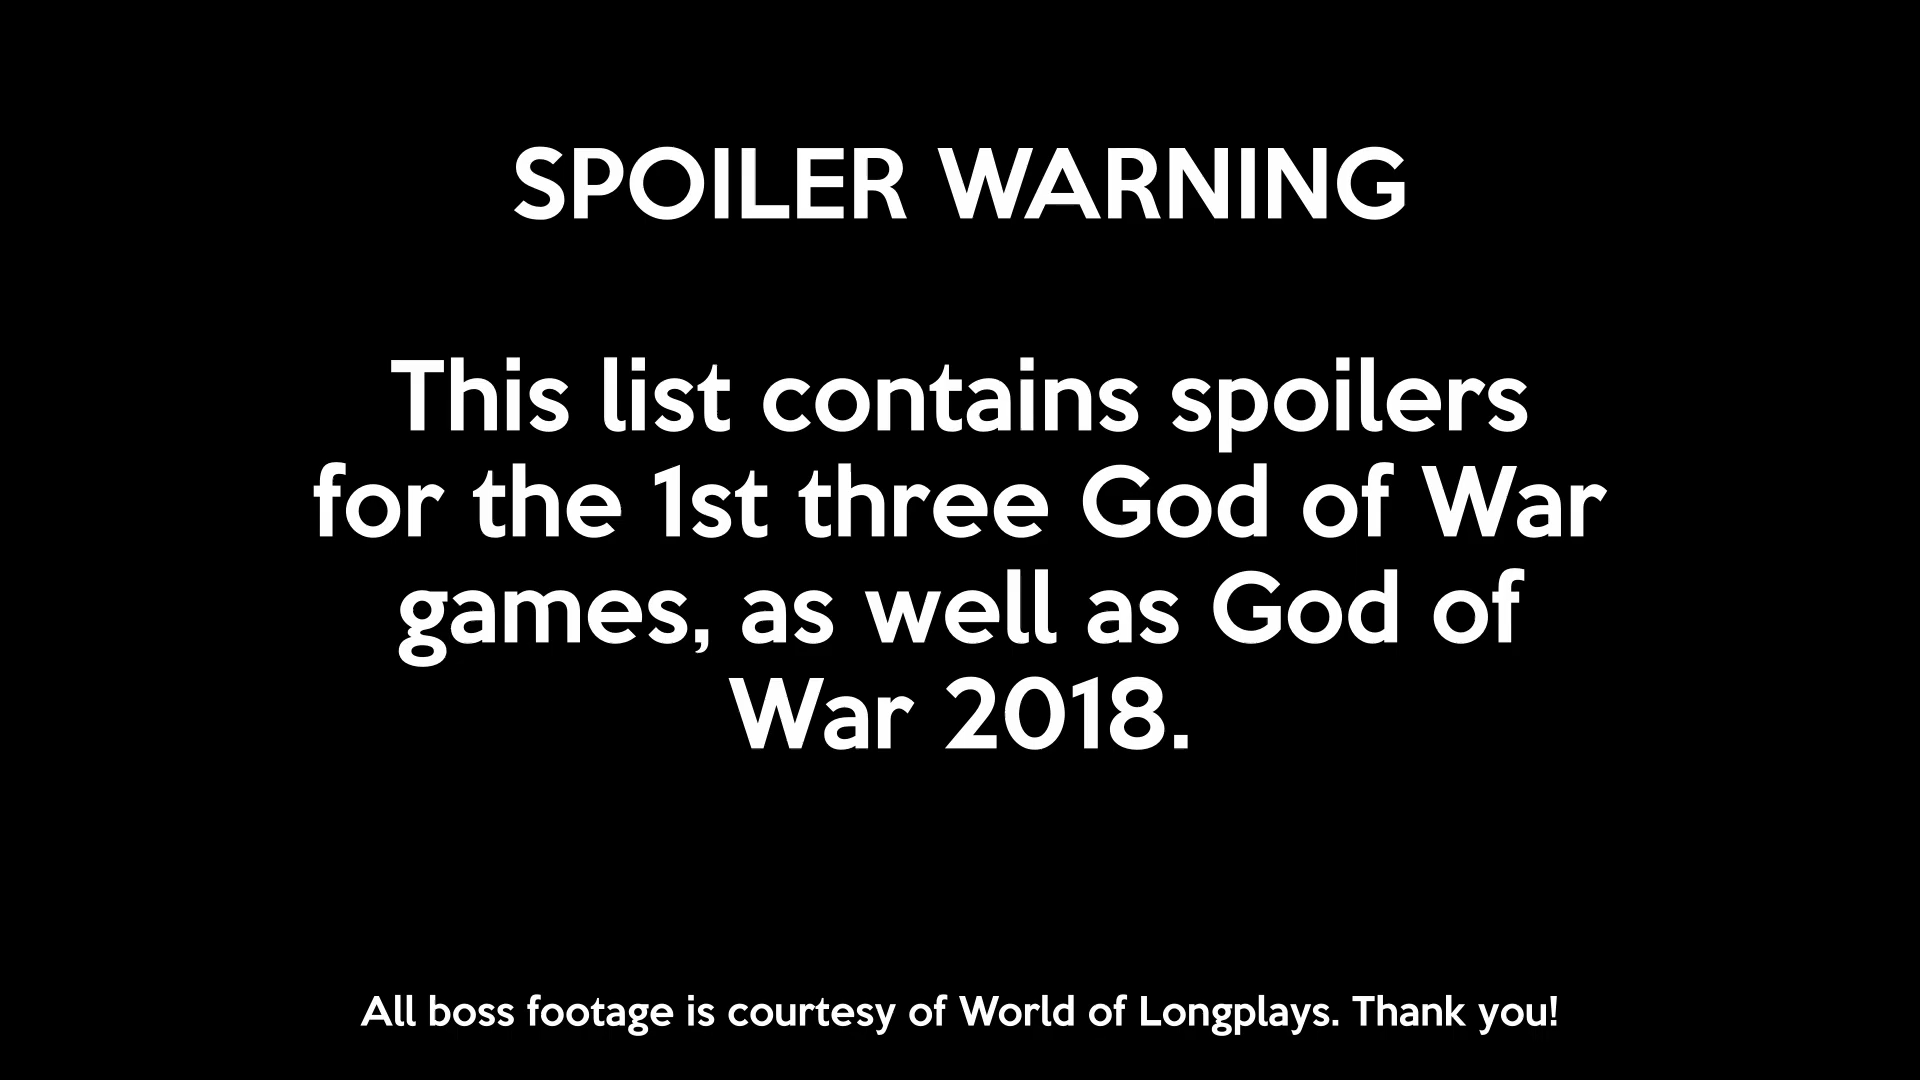 SPOILER WARNING
This list contains spoilers
for the 1st three God of War
games, as well as God of
War 2018.
All boss footage is courtesy of World of Longplays. Thank you!